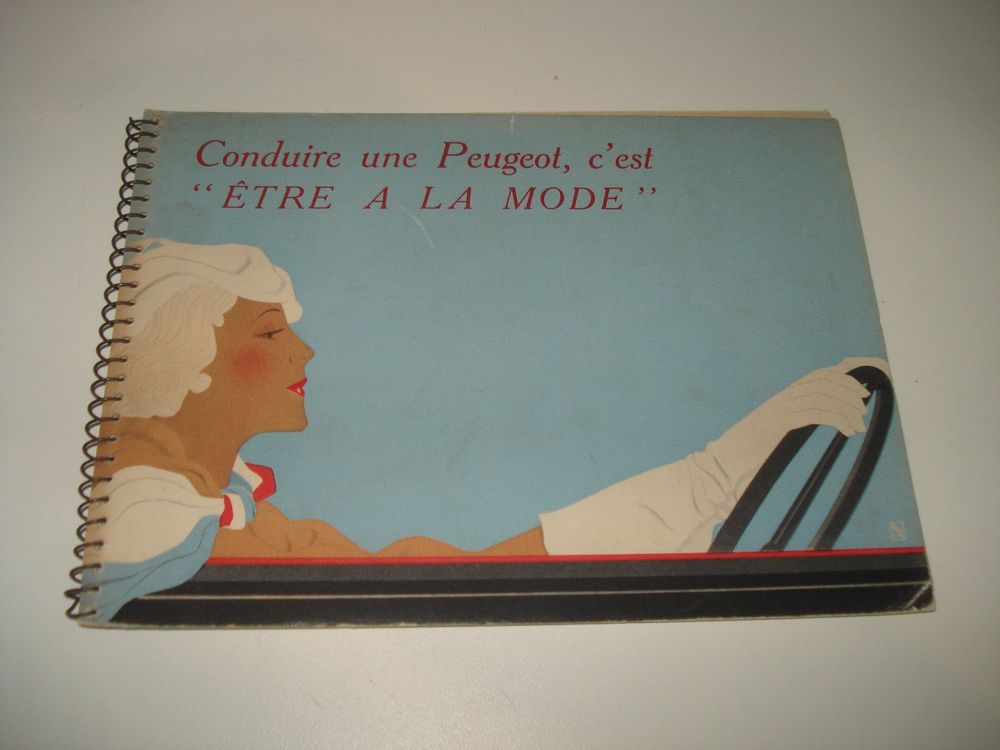 Conduire une Peugeot, c'est
“ ÊTRE A LA MODE ”